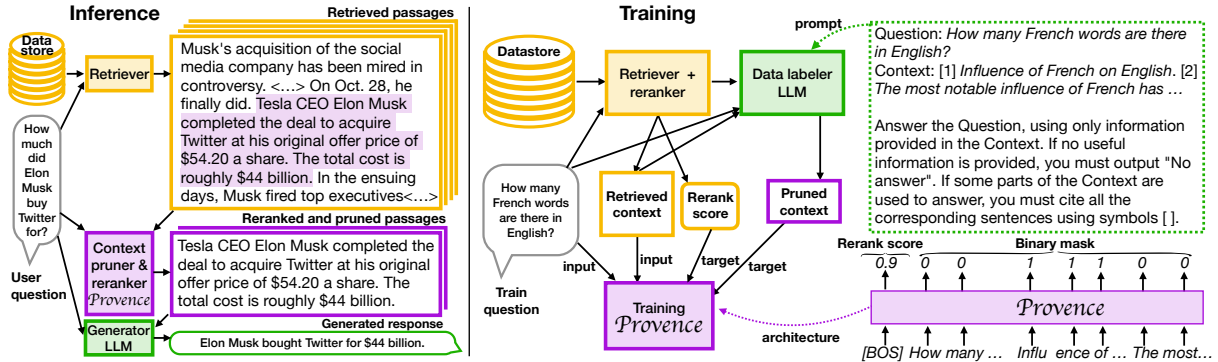 Inference
Data
store
Retriever
Retrieved passages
Musk's acquisition of the social
media company has been mired in
controversy. <...> On Oct. 28, he
finally did. Tesla CEO Elon Musk
completed the deal to acquire
Twitter at his original offer price of
$54.20 a share. The total cost is
roughly $44 billion. In the ensuing
days, Musk fired top executives<...>
How
much did
Elon
Musk
buy
Twitter
for?
User
question
Reranked and pruned passages
Context
pruner &
reranker
Provence
Tesla CEO Elon Musk completed the
deal to acquire Twitter at his original
offer price of $54.20 a share. The
total cost is roughly $44 billion.
Generator
LLM
Generated response
Elon Musk bought Twitter for $44 billion.
Training
Datastore
Retriever +
reranker
Data labeler
LLM
prompt
How many
French words
are there in
English?
Train
question
Retrieved
context
Rerank
score
Pruned
context
input
input
target
target
Training
Provence
architecture
Question: How many French words are there
in English?
Context: [1] Influence of French on English. [2]
The most notable influence of French has …
Answer the Question, using only information
provided in the Context. If no useful
information is provided, you must output "No
answer". If some parts of the Context are
used to answer, you must cite all the
corresponding sentences using symbols [ ].
Rerank score
Binary mask
0.9 0 0 1 1 1 0 0
Provence
[BOS] How many … Influ ence of … The most…